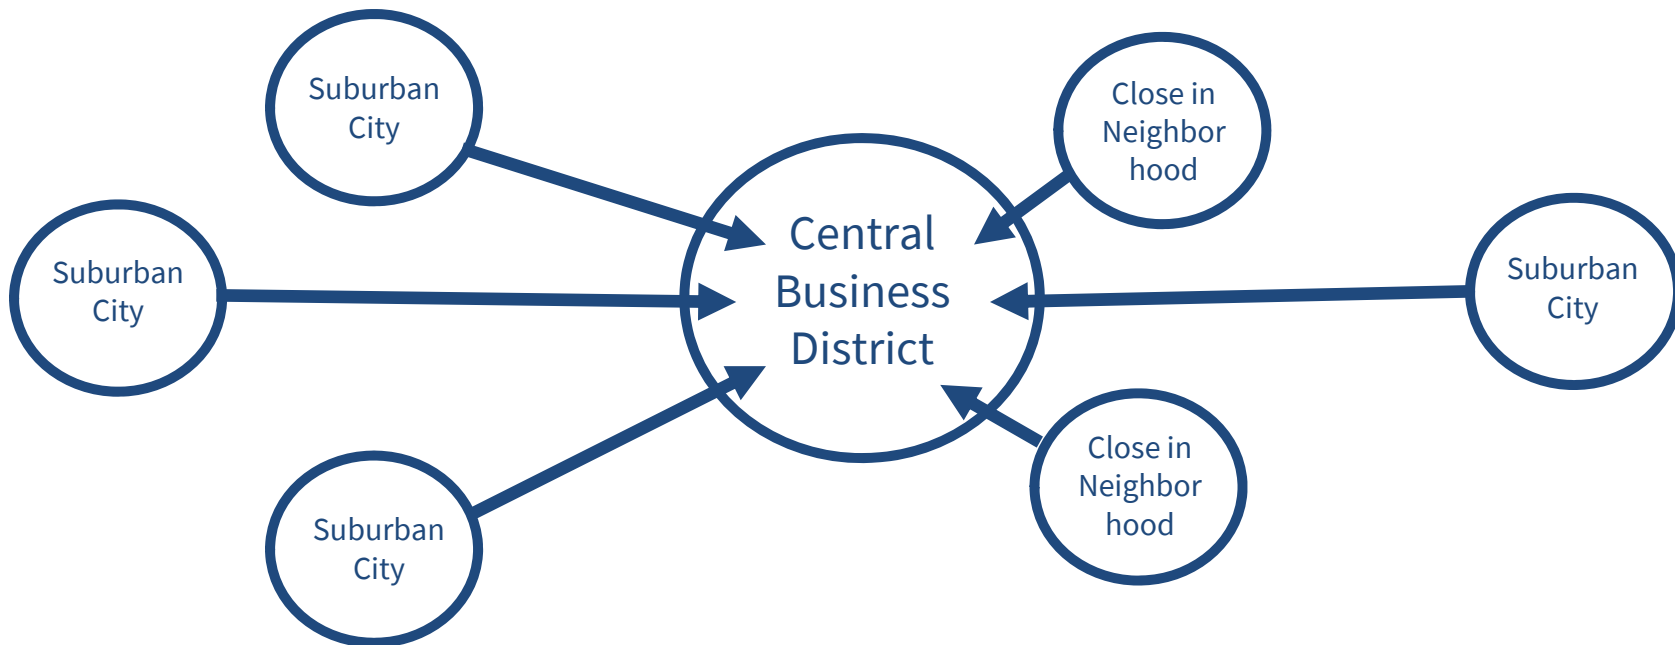 Suburban
City
Close in
Neighbor
hood
Suburban
City
Central
Business
District
Suburban
City
Suburban
City
Close in
Neighbor
hood